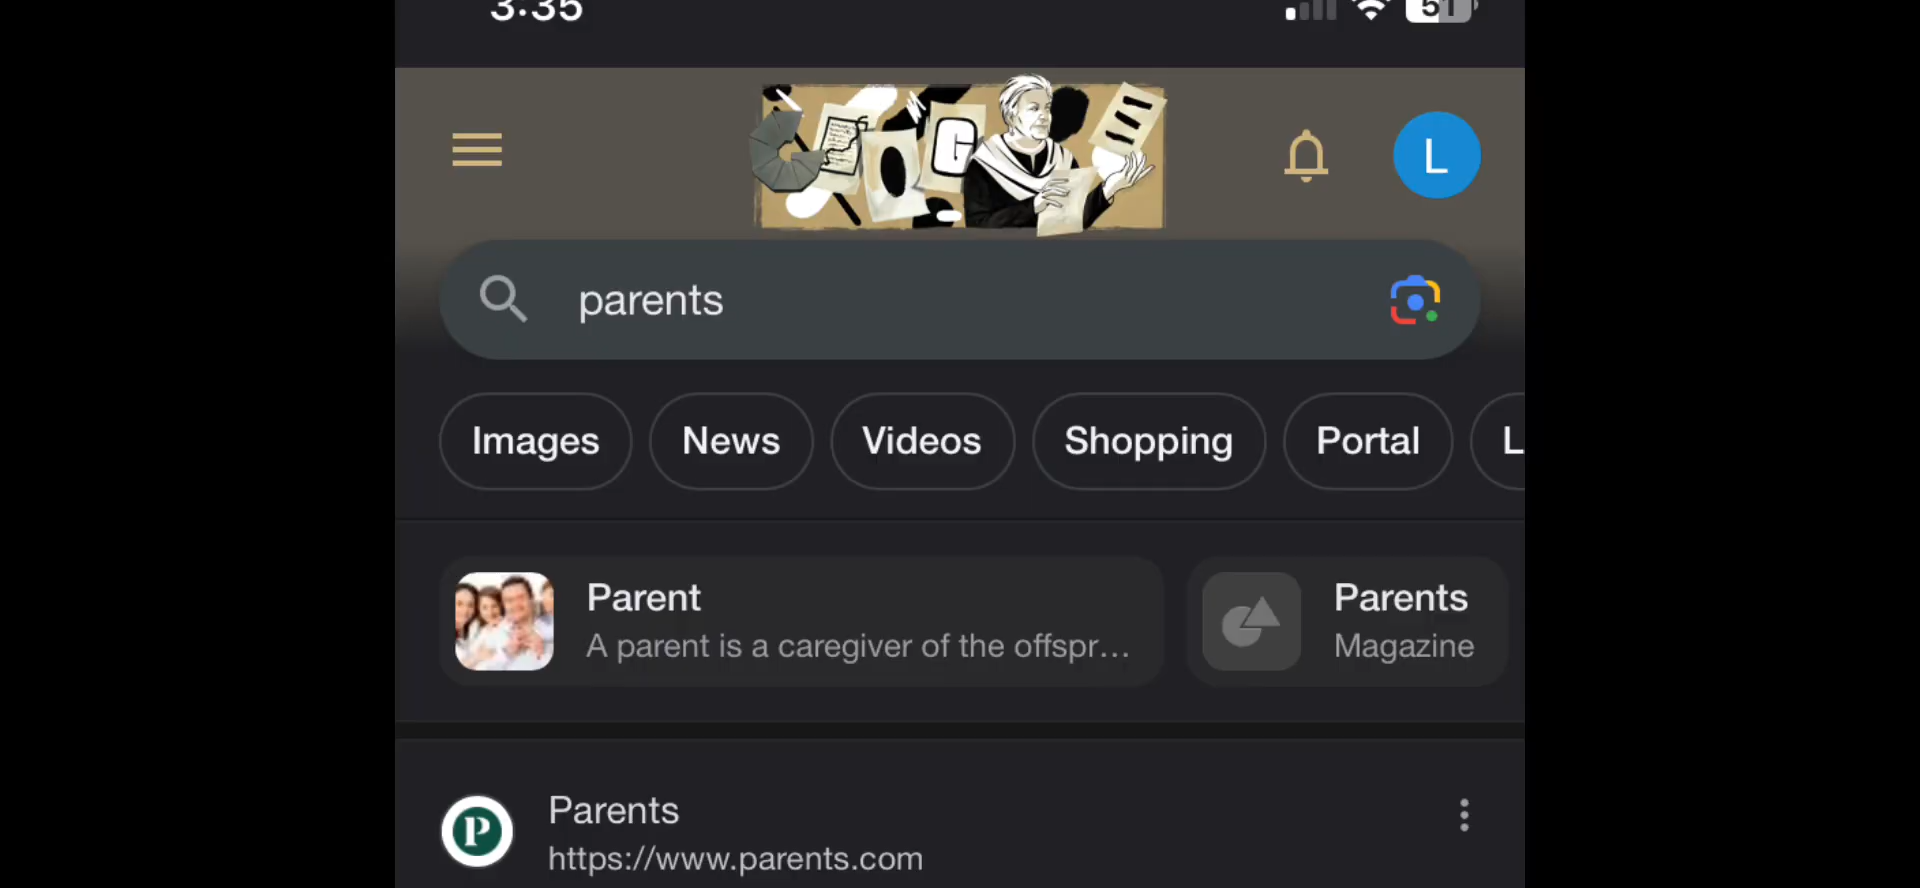 3:35
51
G
L
parents
Images News Videos Shopping Portal L
Parent
A parent is a caregiver of the offspr...
Parents
Magazine
P
Parents
https://www.parents.com